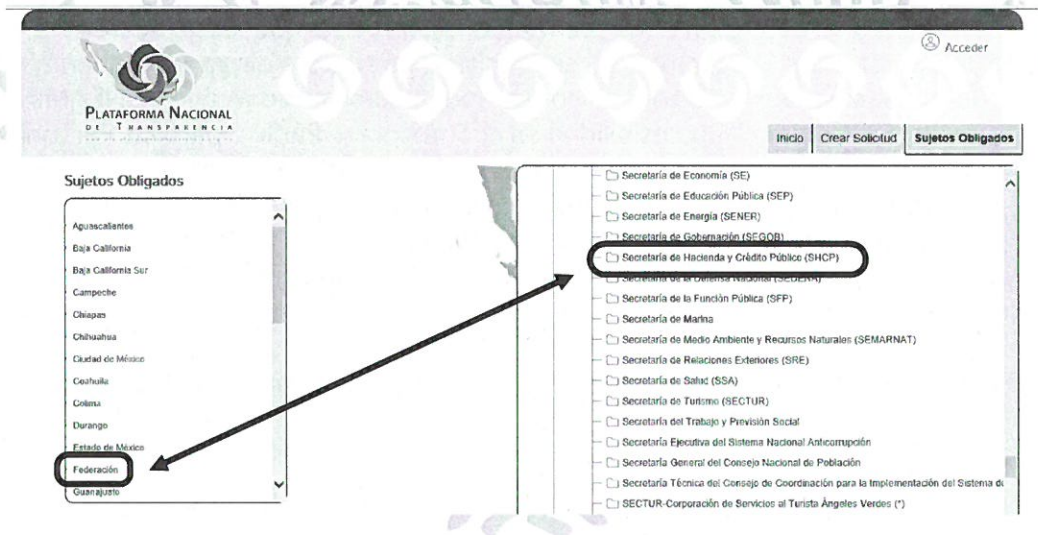 Acceder
PLATAFORMA NACIONAL
DE TRANSPARENCIA
Inicio
Crear Solicitud
Sujetos Obligados
Sujetos Obligados
Aguascalientes
Baja California
Baja California Sur
Campeche
Chiapas
Chihuahua
Ciudad de México
Coahuila
Colima
Durango
Estado de México
Federación
Guanajuato
Secretaría de Economía (SE)
Secretaría de Educación Pública (SEP)
Secretaría de Energía (SENER)
Secretaría de Gobernación (SEGOB)
Secretaría de Hacienda y Crédito Público (SHCP)
Secretaría de la Defensa Nacional (SEDENA)
Secretaría de la Función Pública (SFP)
Secretaría de Marina
Secretaría de Medio Ambiente y Recursos Naturales (SEMARNAT)
Secretaría de Relaciones Exteriores (SRE)
Secretaría de Salud (SSA)
Secretaría de Turismo (SECTUR)
Secretaría del Trabajo y Previsión Social
Secretaría Ejecutiva del Sistema Nacional Anticorrupción
Secretaría General del Consejo Nacional de Población
Secretaría Técnica del Consejo de Coordinación para la Implementación del Sistema de
SECTUR-Corporación de Servicios al Turista Ángeles Verdes (*)